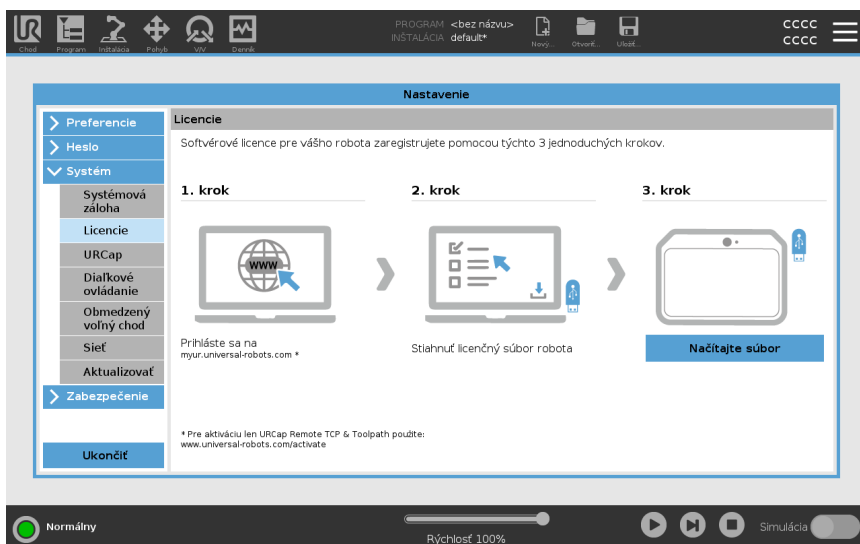 PROGRAM <bez názvu>
INŠTALÁCIA default*
CCCC
CCCC
Chod
Program
Inštalácia
Pohyb
V/V
Denník
Nový...
Otvoriť...
Uložiť...
Nastavenie
Preferencie
Heslo
Systém
Systémová
záloha
Licencie
URCap
Diaľkové
ovládanie
Obmedzený
voľný chod
Sieť
Aktualizovať
Zabezpečenie
Ukončiť
Licencie
Softvérové licence pre vášho robota zaregistrujete pomocou týchto 3 jednoduchých krokov.
1. krok
WWW
Prihláste sa na
myur.universal-robots.com *
2. krok
Stiahnuť licenčný súbor robota
3. krok
Načítajte súbor
* Pre aktiváciu len URCap Remote TCP & Toolpath použite:
www.universal-robots.com/activate
Normálny
Rýchlosť 100%
Simulácia